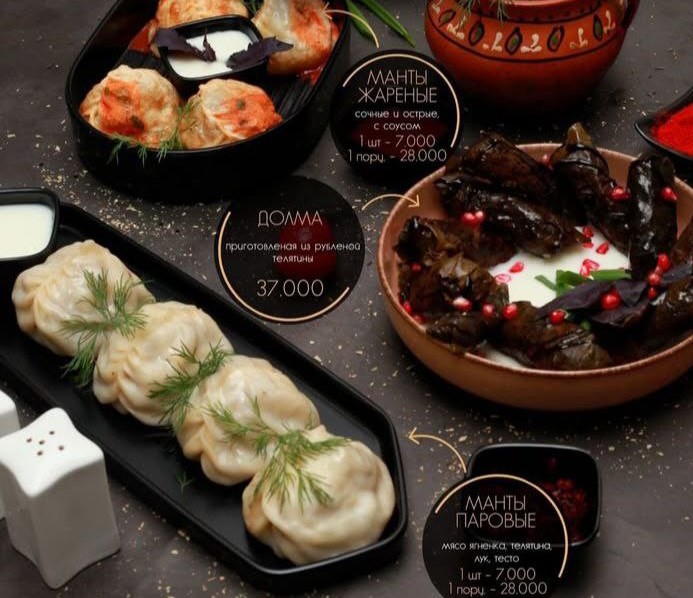 МАНТЫ
ЖАРЕНЫЕ
сочные и острые,
с соусом
1 шт - 7.000
1 порц. - 28.000
ДОЛМА
приготовленая из рубленой
телятины
37.000
МАНТЫ
ПАРОВЫЕ
мясо ягненка, телятина,
лук, тесто
1 шт - 7.000
1 порц. - 28.000